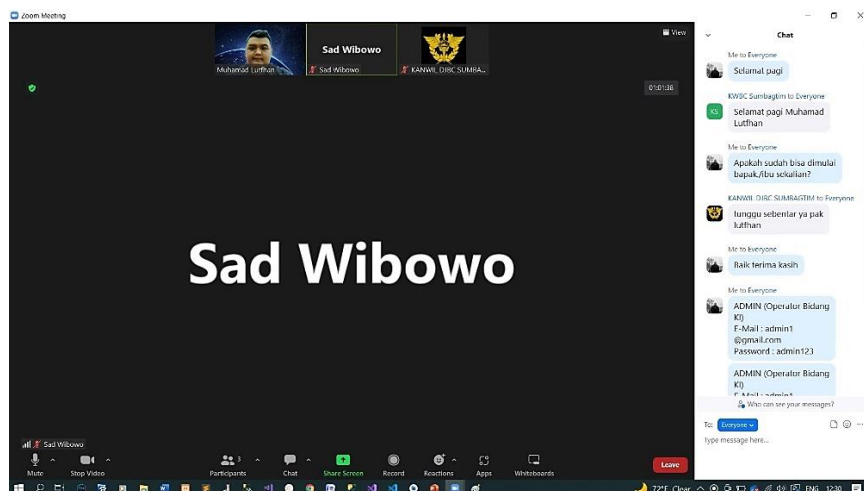 Zoom Meeting
View
Sad Wibowo
Muhamad Lutfhan
Sad Wibowo
KANWIL DJBC SUMBA...
01:01:38
Sad Wibowo
Sad Wibowo
Mute
Stop Video
3
Participants
Chat
Share Screen
Record
Reactions
Apps
Whiteboards
Leave
Chat
Me to Everyone
Selamat pagi
KWBC Sumbagtim to Everyone
KS
Selamat pagi Muhamad
Lutfhan
Me to Everyone
Apakah sudah bisa dimulai
bapak,/ibu sekalian?
KANWIL DJBC SUMBAGTIM to Everyone
tunggu sebentar ya pak
lutfhan
Me to Everyone
Baik terima kasih
Me to Everyone
ADMIN (Operator Bidang
KI)
E-Mail : admin1
@gmail.com
Password : admin123
ADMIN (Operator Bidang
KI)
E-Mail : admin1
Who can see your messages?
To: Everyone
Type message here...
72°F Clear
ENG
12:30